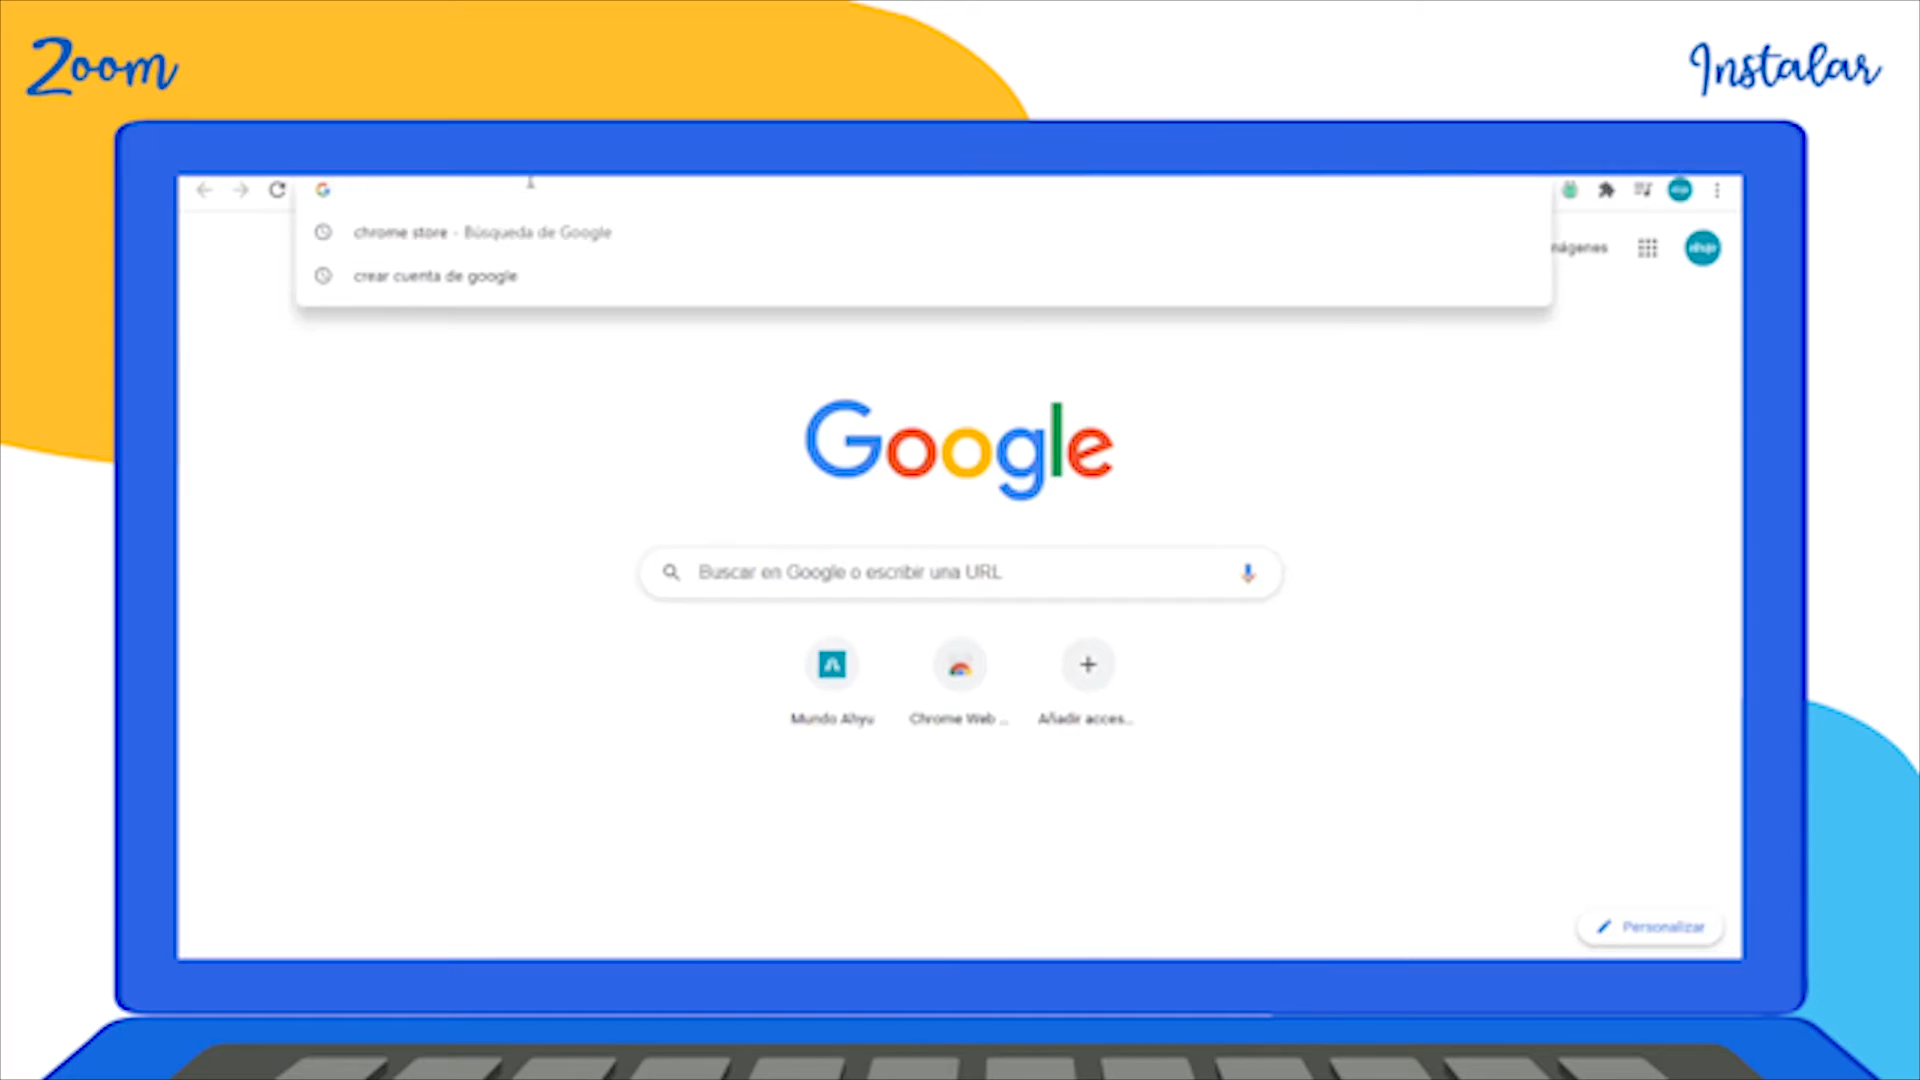 Zoom
Instalar
chrome store - Búsqueda de Google
crear cuenta de google
mágenes
Google
Buscar en Google o escribir una URL
Mundo Ahyu
Chrome Web ...
Añadir acces...
Personalizar